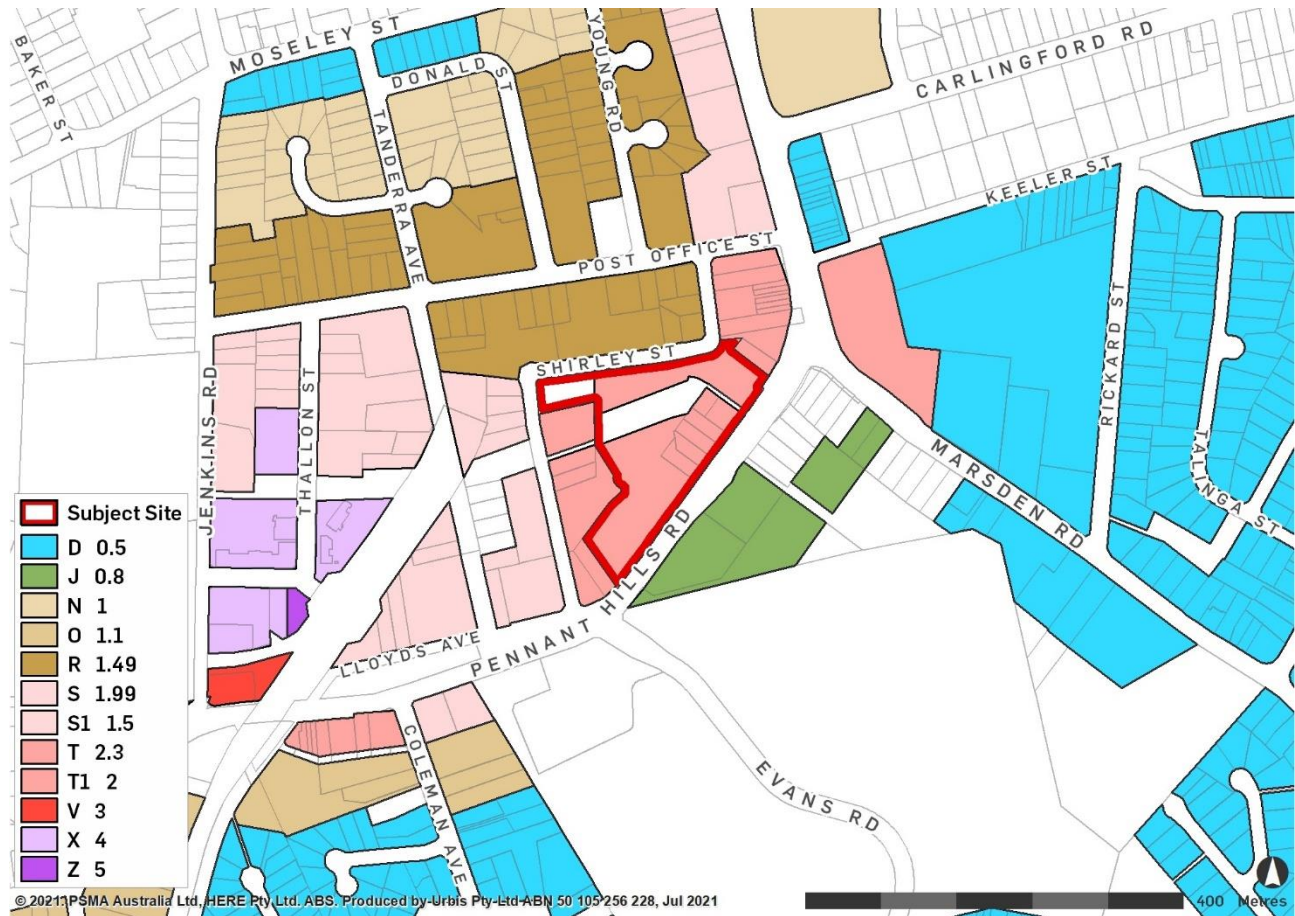 MOSELEY ST
BAKER ST
DONALD ST
YOUNG RD
CARLINGFORD RD
TANDERRA AVE
KEELER ST
POST OFFICE ST
SHIRLEY ST
JENKINS RD
THALLON ST
RICKARD ST
TALINGA ST
MARSDEN RD
PENNANT HILLS RD
LLOYDS AVE
COLEMAN AVE
EVANS RD
Subject Site
D 0.5
J 0.8
N 1
O 1.1
R 1.49
S 1.99
S1 1.5
T 2.3
T1 2
V 3
X 4
Z 5
400 Metres
PSMA Australia Ltd, HERE Pty Ltd. ABS. Produced by Urbis Pty Ltd ABN 50 105 256 228, Jul 2021